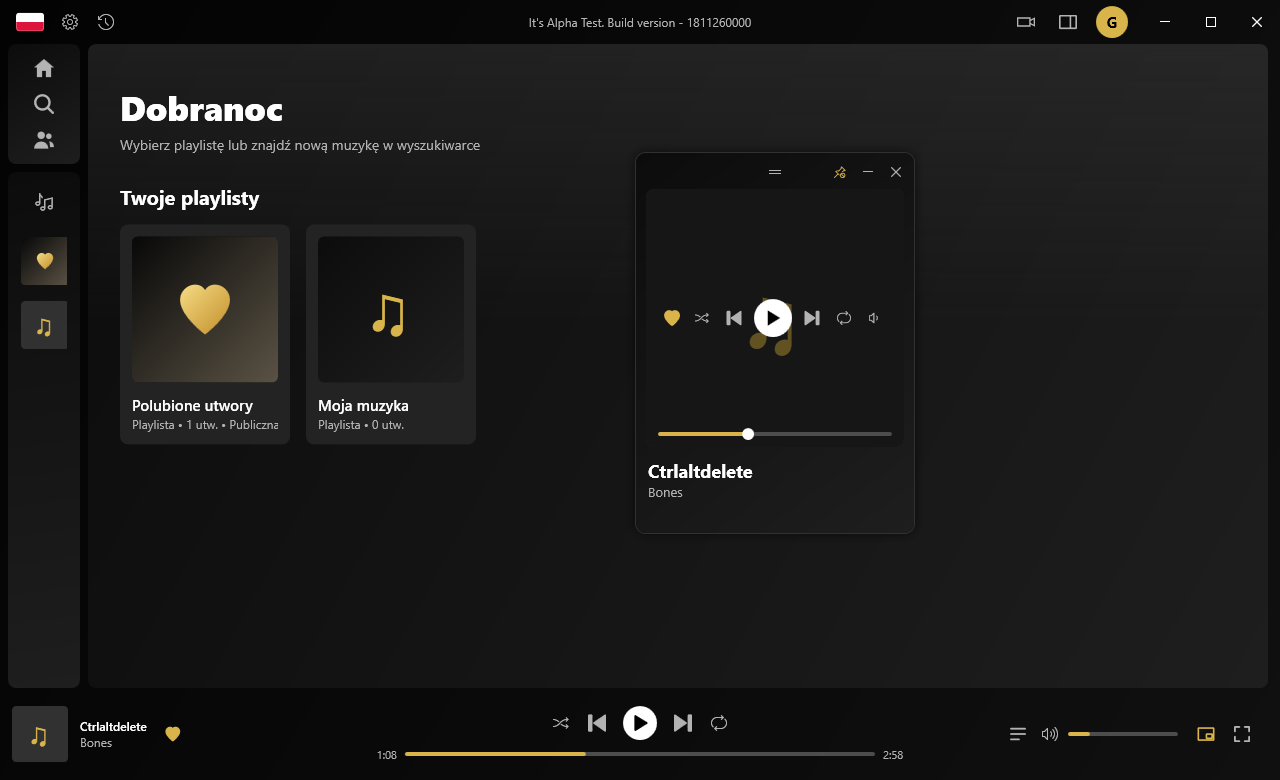 It's Alpha Test. Build version - 1811260000
G
Dobranoc
Wybierz playlistę lub znajdź nową muzykę w wyszukiwarce
Twoje playlisty
Polubione utwory
Playlista • 1 utw. • Publiczna
Moja muzyka
Playlista • 0 utw.
Ctrlaltdelete
Bones
Ctrlaltdelete
Bones
1:08
2:58